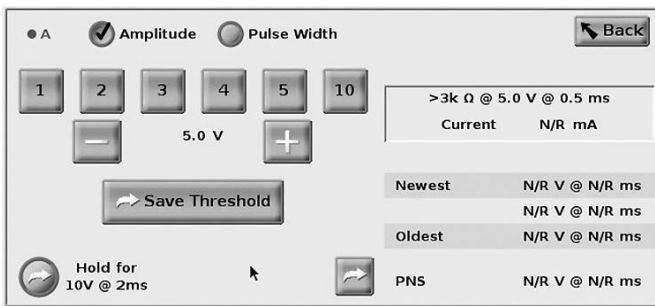 A Amplitude Pulse Width Back
1 2 3 4 5 10
− 5.0 V +
>3k Ω @ 5.0 V @ 0.5 ms
Current N/R mA
Save Threshold
Newest N/R V @ N/R ms
N/R V @ N/R ms
Oldest N/R V @ N/R ms
Hold for
10V @ 2ms
PNS N/R V @ N/R ms